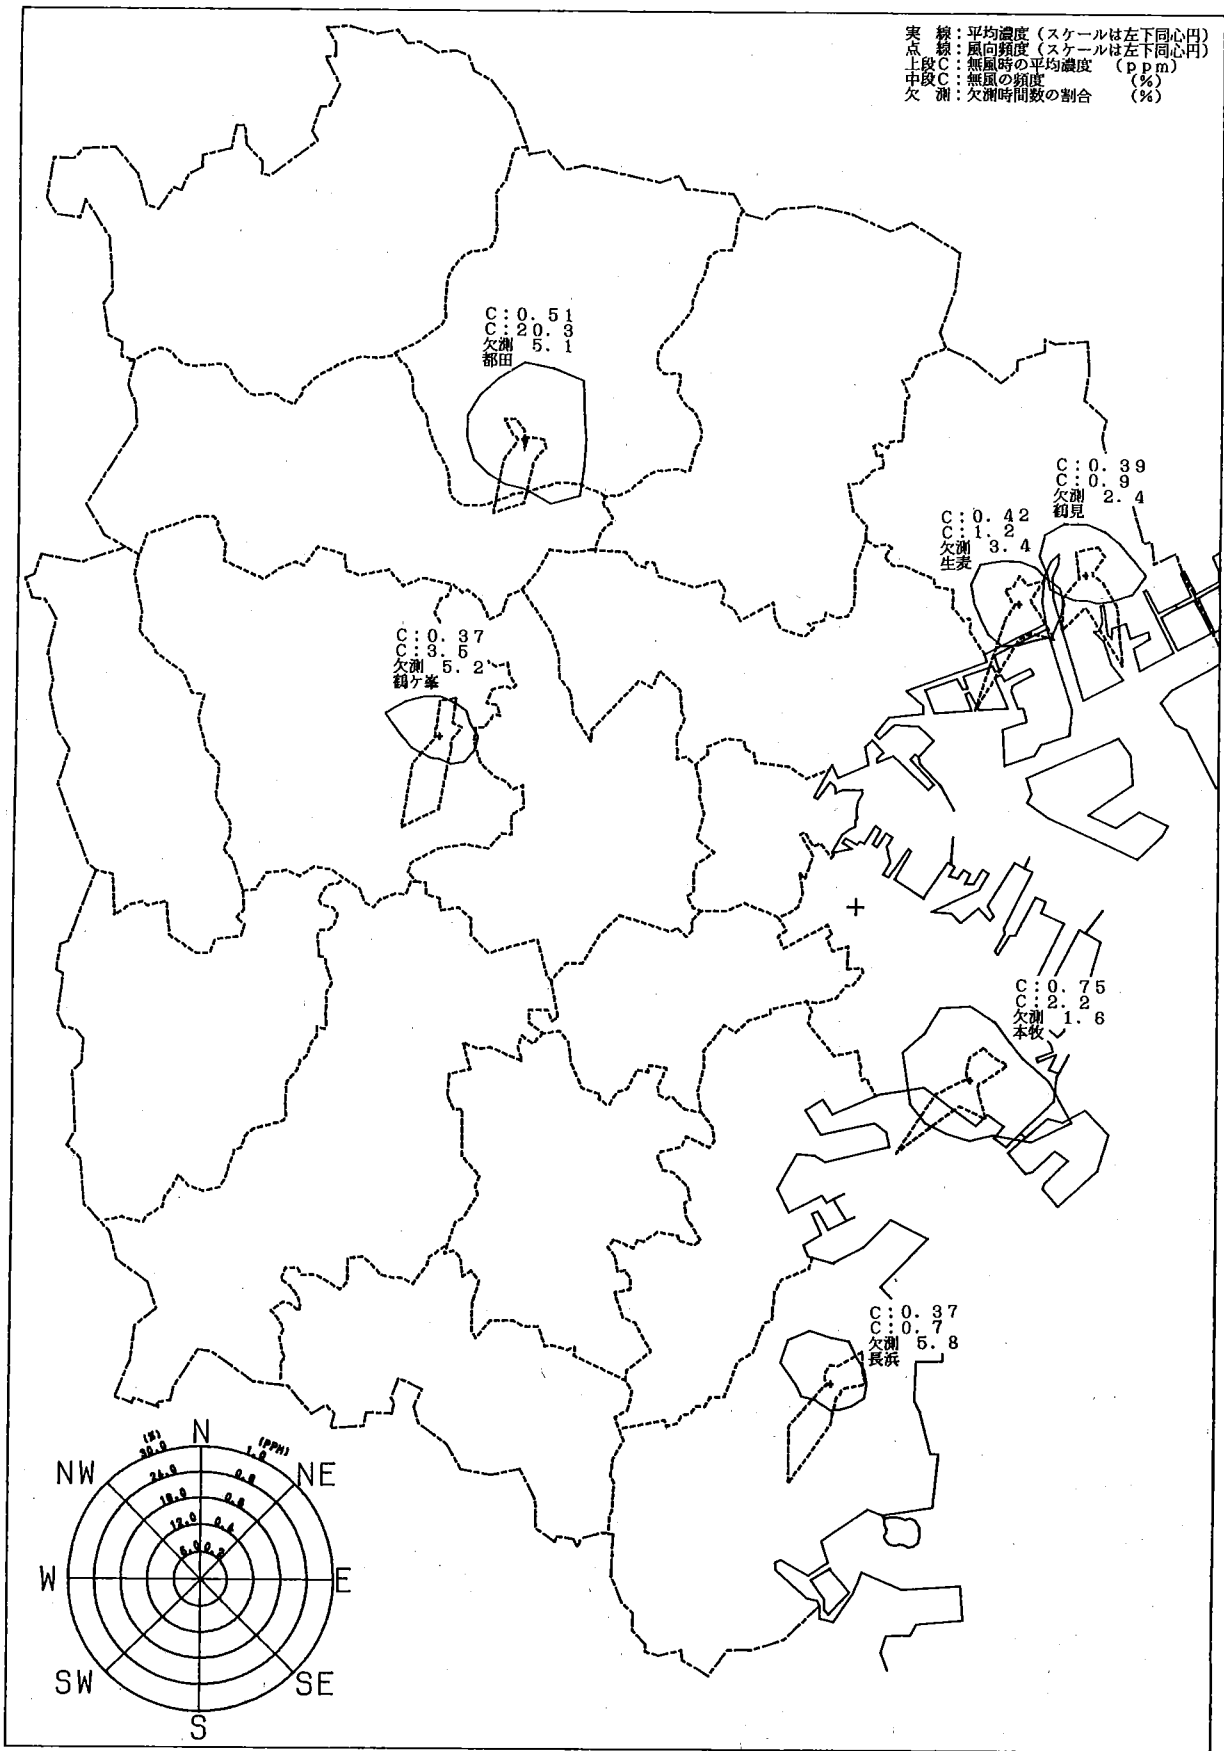 実　線：平均濃度（スケールは左下同心円）
点　線：風向頻度（スケールは左下同心円）
上段C：無風時の平均濃度　（ppm）
中段C：無風の頻度　（%）
欠　測：欠測時間数の割合　（%）
C：0.51
C：20.3
欠測　5.1
都田
C：0.39
C：0.9
欠測　2.4
鶴見
C：0.42
C：1.2
欠測　3.4
生麦
C：0.37
C：3.5
欠測　5.2
鶴ケ峯
C：0.75
C：2.2
欠測　1.6
本牧
C：0.37
C：0.7
欠測　5.8
長浜
N
(%) (PPM)
30.0 1.0
NW NE
24.0 0.8
18.0 0.6
12.0 0.4
6.0 0.2
W E
SW SE
S